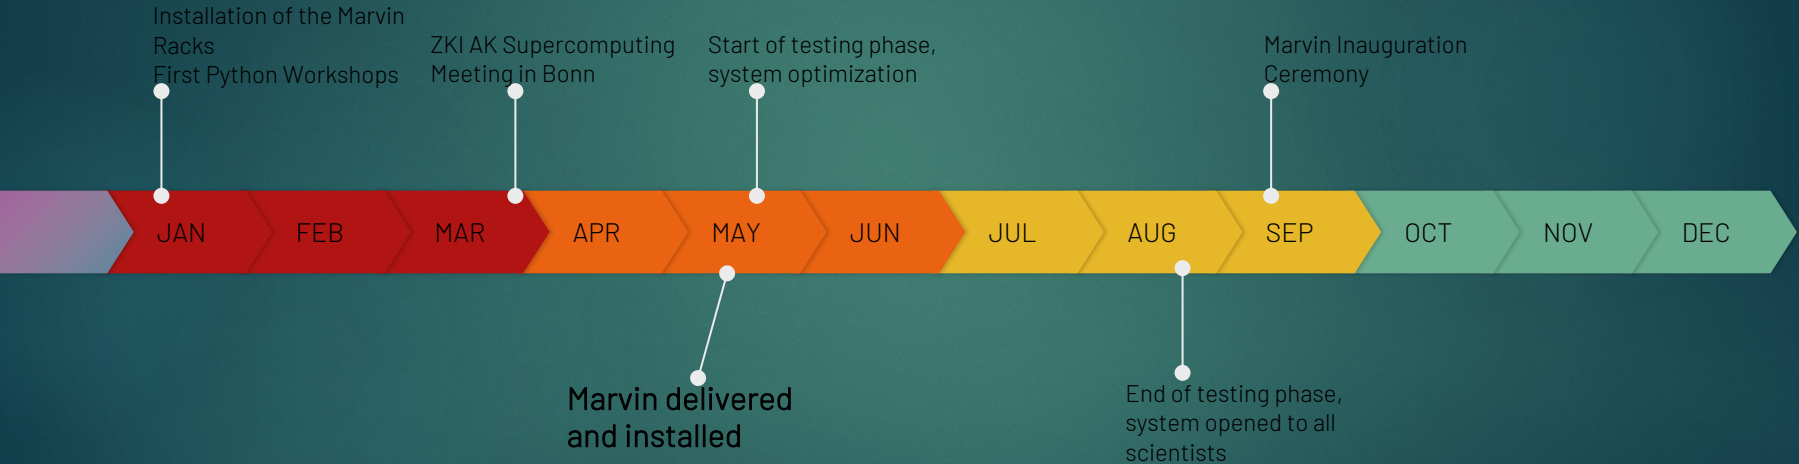 Installation of the Marvin
Racks
First Python Workshops
ZKI AK Supercomputing
Meeting in Bonn
Start of testing phase,
system optimization
Marvin Inauguration
Ceremony
JAN
FEB
MAR
APR
MAY
JUN
JUL
AUG
SEP
OCT
NOV
DEC
Marvin delivered
and installed
End of testing phase,
system opened to all
scientists